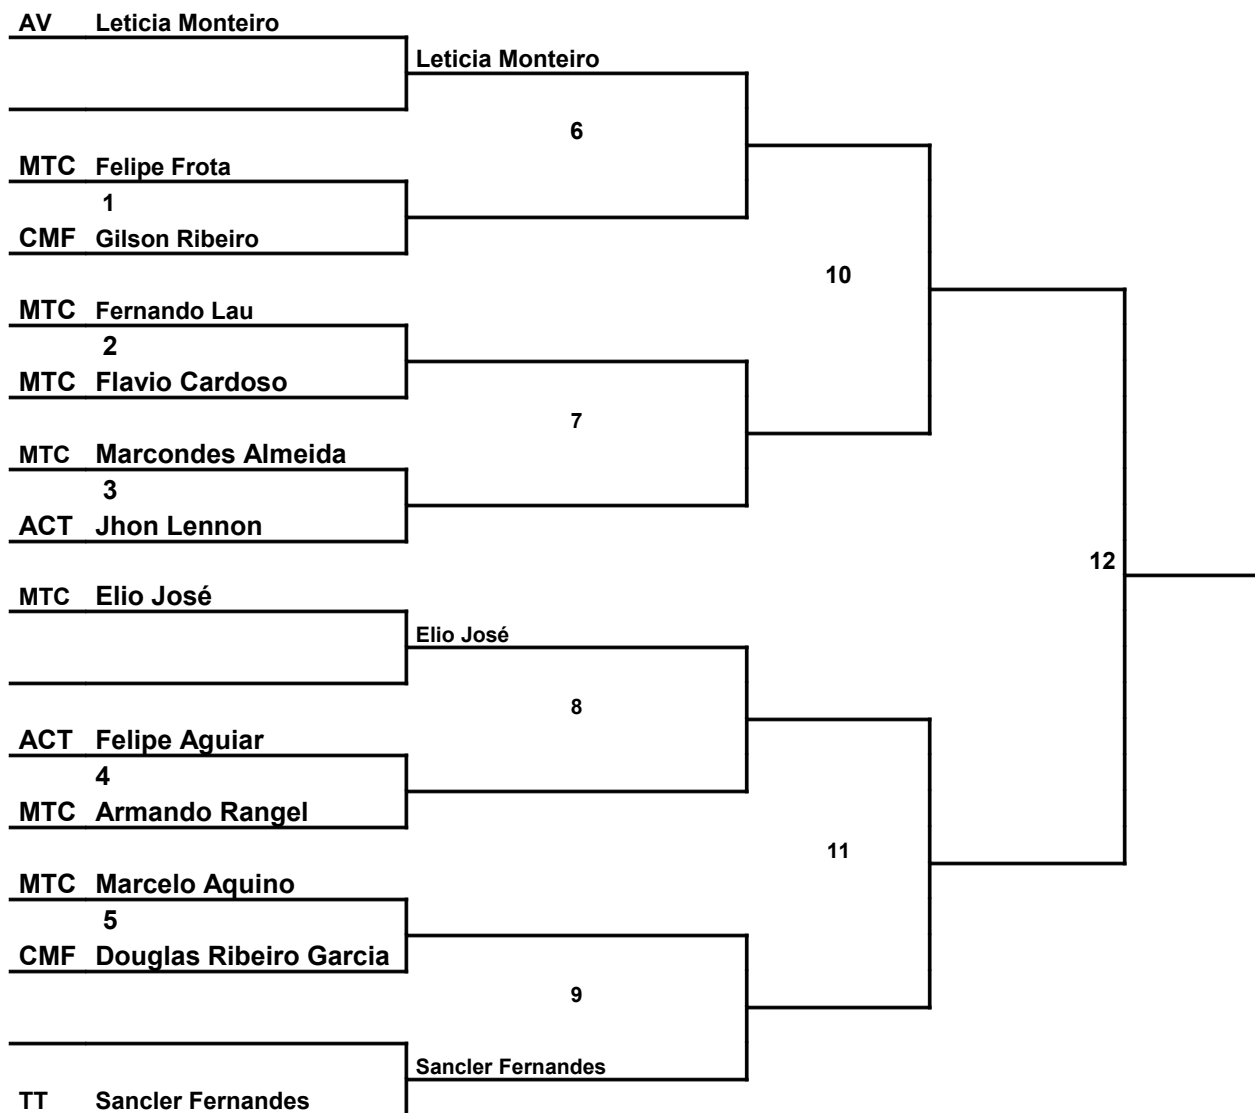 AV Leticia Monteiro
Leticia Monteiro
6
MTC Felipe Frota
1
CMF Gilson Ribeiro
10
MTC Fernando Lau
2
MTC Flavio Cardoso
7
MTC Marcondes Almeida
3
ACT Jhon Lennon
12
MTC Elio José
Elio José
8
ACT Felipe Aguiar
4
MTC Armando Rangel
11
MTC Marcelo Aquino
5
CMF Douglas Ribeiro Garcia
9
Sancler Fernandes
TT Sancler Fernandes